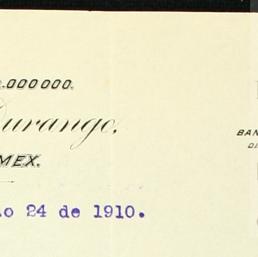 .000000.
Durango,
MEX.
BAN
24 de 1910.